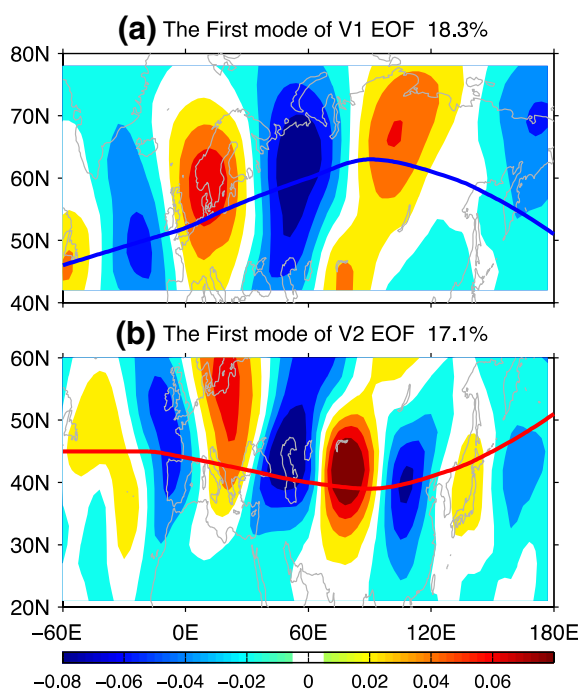 (a) The First mode of V1 EOF 18.3%
80N
70N
60N
50N
40N
(b) The First mode of V2 EOF 17.1%
60N
50N
40N
30N
20N
−60E 0E 60E 120E 180E
−0.08 −0.06 −0.04 −0.02 0 0.02 0.04 0.06